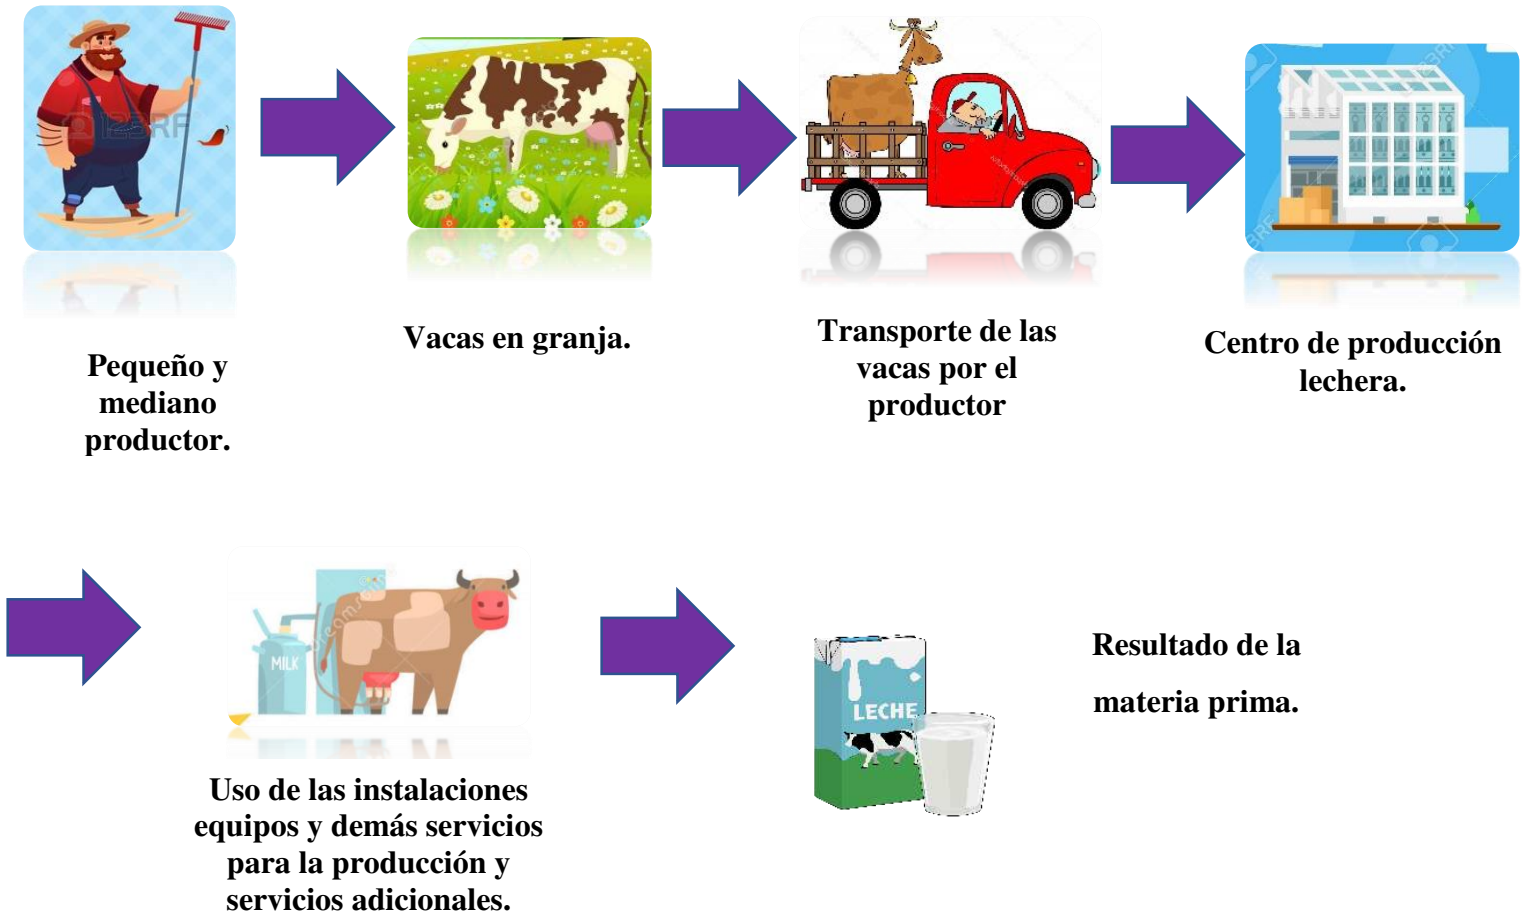 Pequeño y
mediano
productor.
Vacas en granja.
Transporte de las
vacas por el
productor
Centro de producción
lechera.
MILK
Uso de las instalaciones
equipos y demás servicios
para la producción y
servicios adicionales.
LECHE
Resultado de la
materia prima.